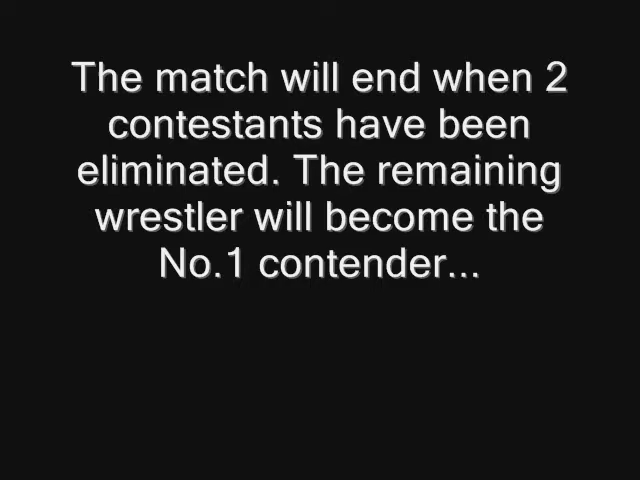 The match will end when 2
contestants have been
eliminated. The remaining
wrestler will become the
No.1 contender...